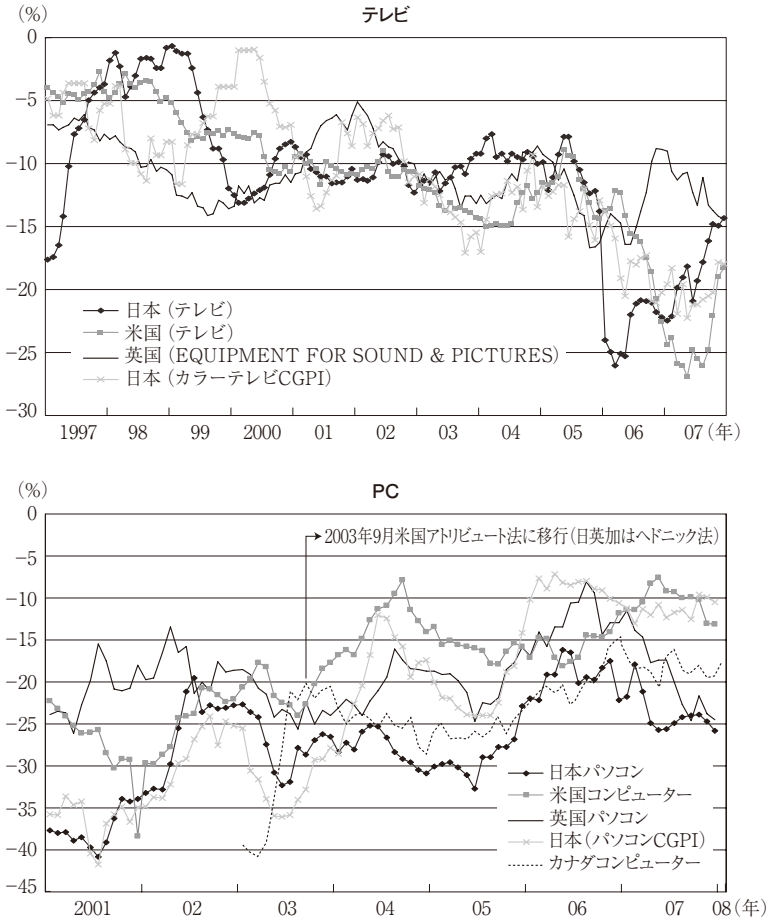 テレビ
(%)
0
−5
−10
−15
−20
−25
−30
日本（テレビ）
米国（テレビ）
英国（EQUIPMENT FOR SOUND & PICTURES）
日本（カラーテレビCGPI）
1997 98 99 2000 01 02 03 04 05 06 07（年）
PC
(%)
0
−5
−10
−15
−20
−25
−30
−35
−40
−45
2003年9月米国アトリビュート法に移行（日英加はヘドニック法）
日本パソコン
米国コンピューター
英国パソコン
日本（パソコンCGPI）
カナダコンピューター
2001 02 03 04 05 06 07 08（年）